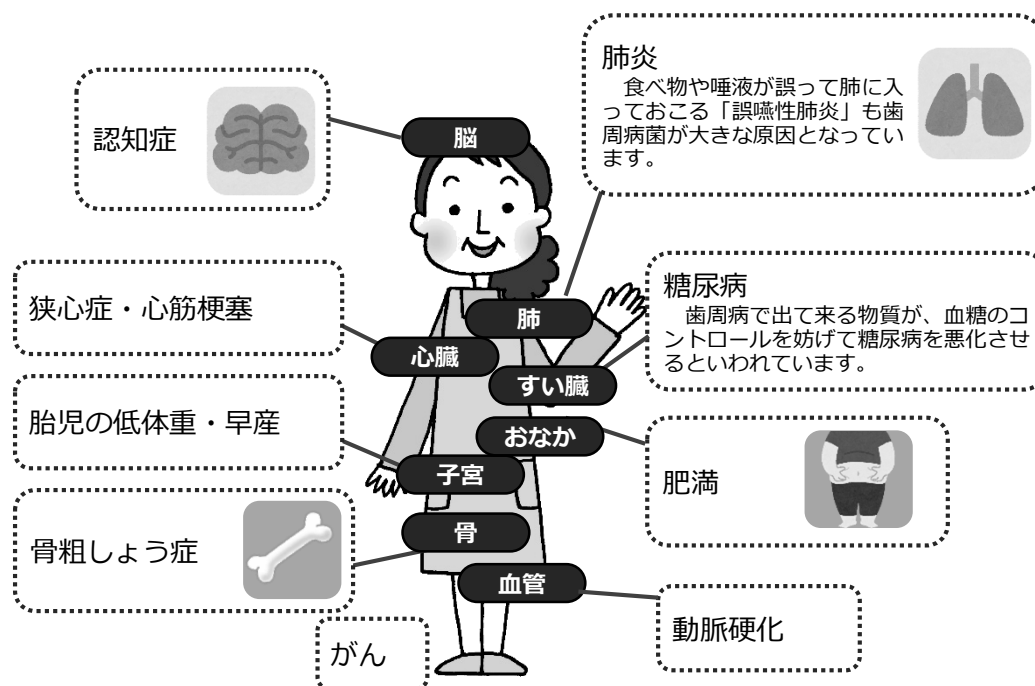 認知症
脳
肺炎
食べ物や唾液が誤って肺に入
っておこる「誤嚥性肺炎」も歯
周病菌が大きな原因となってい
ます。
狭心症・心筋梗塞
肺
心臓
糖尿病
歯周病で出て来る物質が、血糖のコ
ントロールを妨げて糖尿病を悪化させ
るといわれています。
すい臓
胎児の低体重・早産
おなか
子宮
肥満
骨粗しょう症
骨
血管
動脈硬化
がん